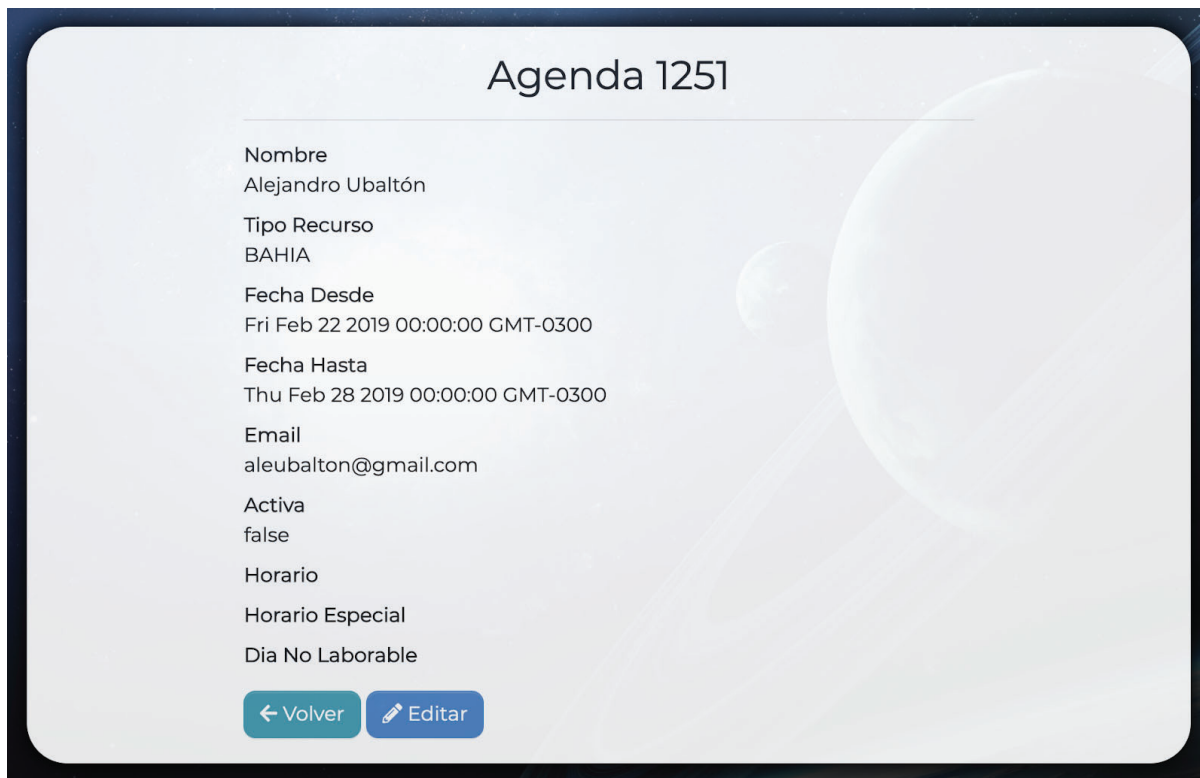 Agenda 1251
Nombre
Alejandro Ubaltón
Tipo Recurso
BAHIA
Fecha Desde
Fri Feb 22 2019 00:00:00 GMT-0300
Fecha Hasta
Thu Feb 28 2019 00:00:00 GMT-0300
Email
aleubalton@gmail.com
Activa
false
Horario
Horario Especial
Dia No Laborable
Volver Editar